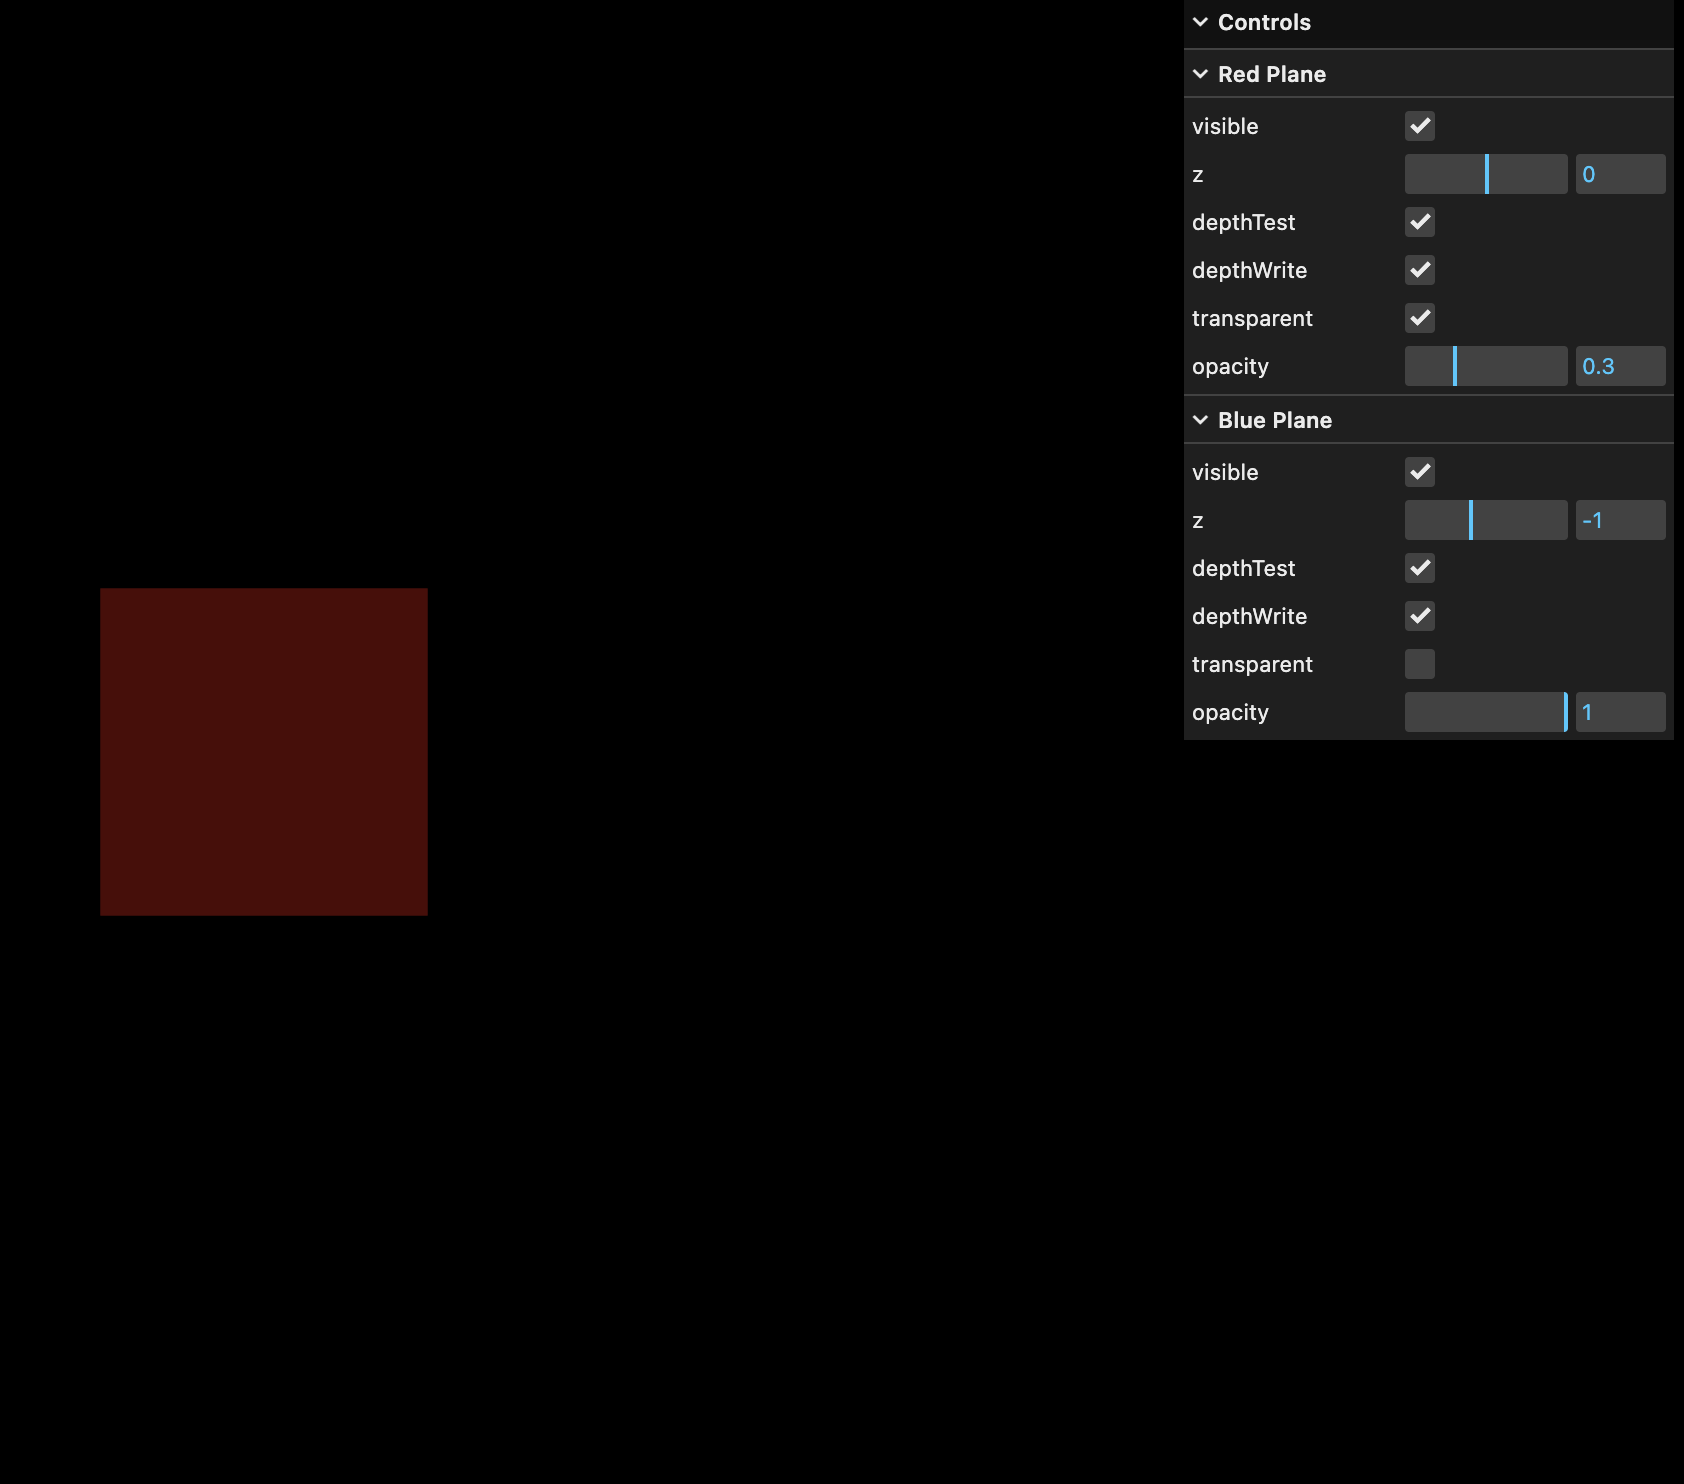 Controls
Red Plane
visible
z 0
depthTest
depthWrite
transparent
opacity 0.3
Blue Plane
visible
z -1
depthTest
depthWrite
transparent
opacity 1